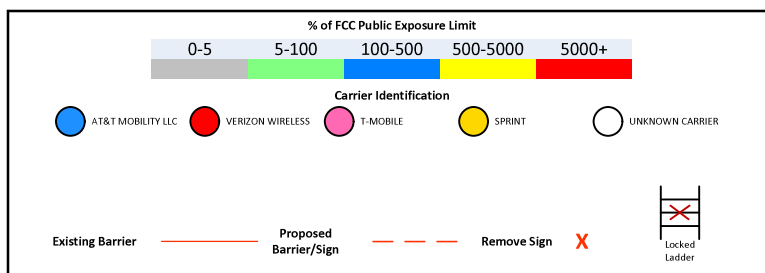 % of FCC Public Exposure Limit
0-5 5-100 100-500 500-5000 5000+
Carrier Identification
AT&T MOBILITY LLC VERIZON WIRELESS T-MOBILE SPRINT UNKNOWN CARRIER
Existing Barrier Proposed Barrier/Sign Remove Sign X
Locked
Ladder